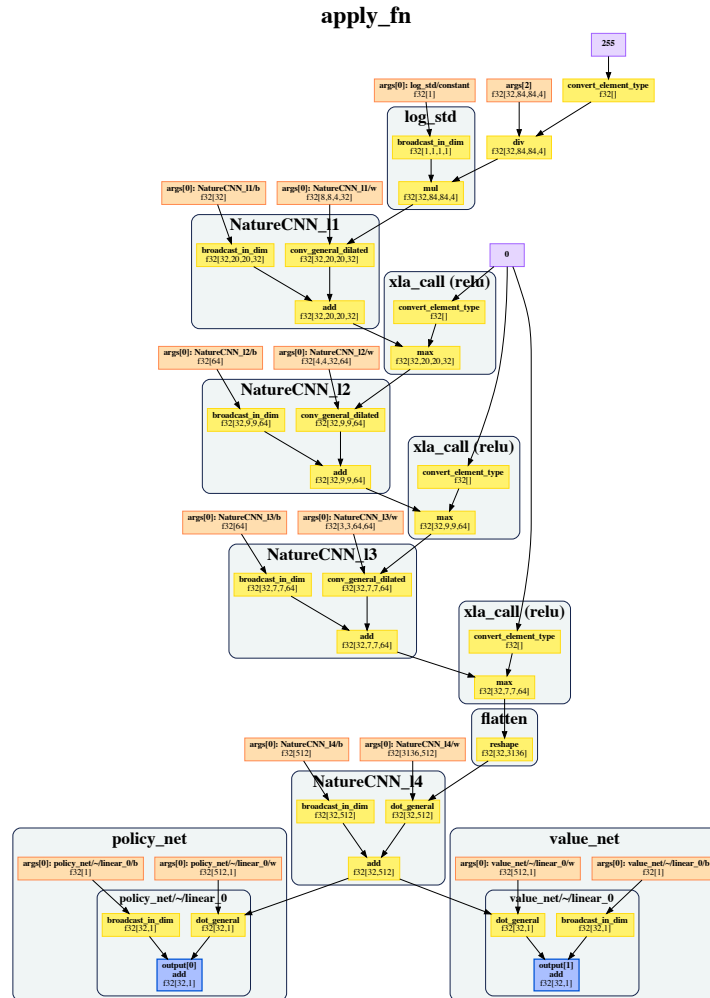 apply_fn
255
args[0]: log_std/constant
f32[1]
args[2]
f32[32,84,84,4]
convert_element_type
f32[]
log_std
broadcast_in_dim
f32[1,1,1,1]
div
f32[32,84,84,4]
args[0]: NatureCNN_l1/b
f32[32]
args[0]: NatureCNN_l1/w
f32[8,8,4,32]
mul
f32[32,84,84,4]
NatureCNN_l1
broadcast_in_dim
f32[32,20,20,32]
conv_general_dilated
f32[32,20,20,32]
0
xla_call (relu)
add
f32[32,20,20,32]
convert_element_type
f32[]
args[0]: NatureCNN_l2/b
f32[64]
args[0]: NatureCNN_l2/w
f32[4,4,32,64]
max
f32[32,20,20,32]
NatureCNN_l2
broadcast_in_dim
f32[32,9,9,64]
conv_general_dilated
f32[32,9,9,64]
xla_call (relu)
add
f32[32,9,9,64]
convert_element_type
f32[]
args[0]: NatureCNN_l3/b
f32[64]
args[0]: NatureCNN_l3/w
f32[3,3,64,64]
max
f32[32,9,9,64]
NatureCNN_l3
broadcast_in_dim
f32[32,7,7,64]
conv_general_dilated
f32[32,7,7,64]
xla_call (relu)
add
f32[32,7,7,64]
convert_element_type
f32[]
max
f32[32,7,7,64]
flatten
args[0]: NatureCNN_l4/b
f32[512]
args[0]: NatureCNN_l4/w
f32[3136,512]
reshape
f32[32,3136]
NatureCNN_l4
broadcast_in_dim
f32[32,512]
dot_general
f32[32,512]
policy_net
value_net
args[0]: policy_net/~/linear_0/b
f32[1]
args[0]: policy_net/~/linear_0/w
f32[512,1]
add
f32[32,512]
args[0]: value_net/~/linear_0/w
f32[512,1]
args[0]: value_net/~/linear_0/b
f32[1]
policy_net/~/linear_0
value_net/~/linear_0
broadcast_in_dim
f32[32,1]
dot_general
f32[32,1]
dot_general
f32[32,1]
broadcast_in_dim
f32[32,1]
output[0]
add
f32[32,1]
output[1]
add
f32[32,1]